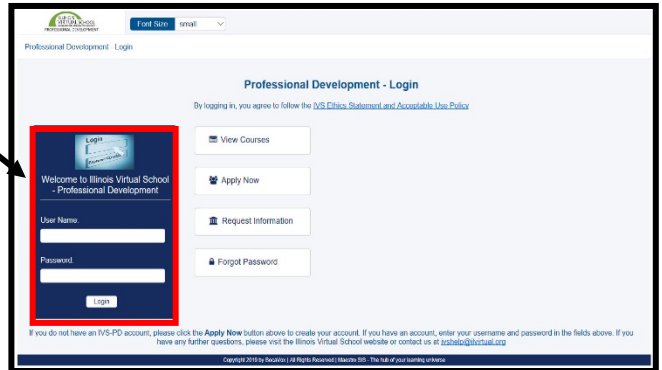 ILLINOIS
VIRTUAL SCHOOL
PROFESSIONAL DEVELOPMENT
Font Size small
Professional Development Login
Professional Development - Login
By logging in, you agree to follow the IVS Ethics Statement and Acceptable Use Policy
Login
Welcome to Illinois Virtual School
- Professional Development
User Name:
Password:
Login
View Courses
Apply Now
Request Information
Forgot Password
If you do not have an IVS-PD account, please click the Apply Now button above to create your account. If you have an account, enter your username and password in the fields above. If you
have any further questions, please visit the Illinois Virtual School website or contact us at ivshelp@ilvirtual.org
Copyright 2019 by BocaVox | All Rights Reserved | Maestro SIS - The hub of your learning universe